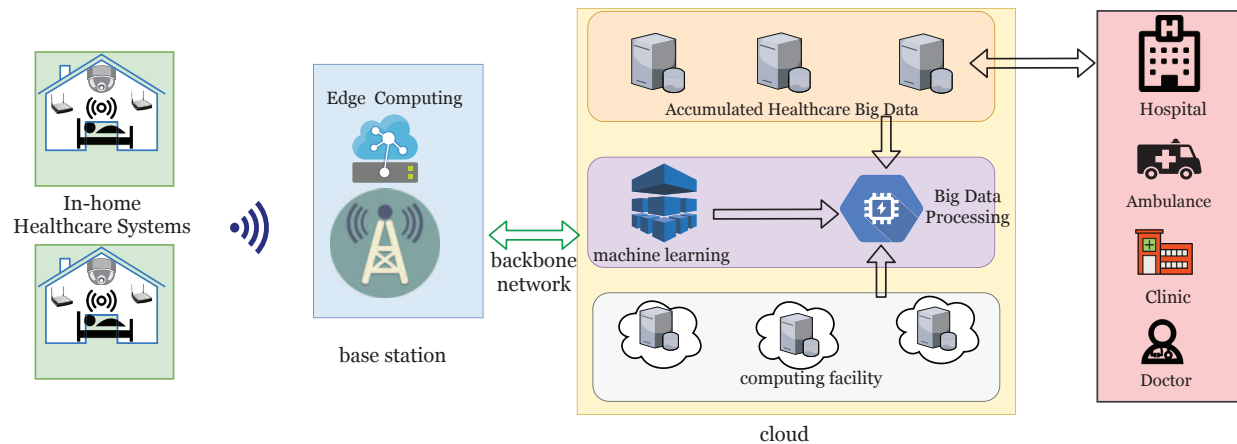 In-home
Healthcare Systems
Edge Computing
base station
backbone
network
Accumulated Healthcare Big Data
machine learning
Big Data
Processing
computing facility
cloud
H
Hospital
Ambulance
Clinic
Doctor